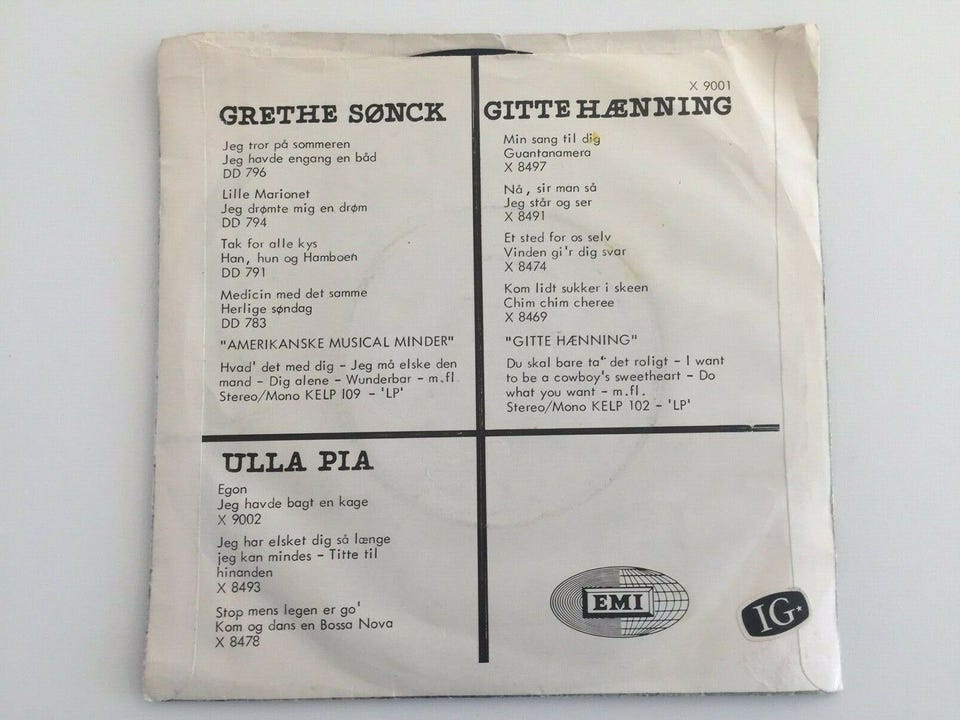 X 9001
GRETHE SØNCK
Jeg tror på sommeren
Jeg havde engang en båd
DD 796
Lille Marionet
Jeg drømte mig en drøm
DD 794
Tak for alle kys
Han, hun og Hamboen
DD 791
Medicin med det samme
Herlige søndag
DD 783
"AMERIKANSKE MUSICAL MINDER"
Hvad' det med dig - Jeg må elske den
mand - Dig alene - Wunderbar - m.fl
Stereo/Mono KELP 109 - 'LP'
GITTE HÆNNING
Min sang til dig
Guantanamera
X 8497
Nå, sir man så
Jeg står og ser
X 8491
Et sted for os selv
Vinden gi'r dig svar
X 8474
Kom lidt sukker i skeen
Chim chim cheree
X 8469
"GITTE HÆNNING"
Du skal bare ta' det roligt - I want
to be a cowboy's sweetheart - Do
what you want - m.fl.
Stereo/Mono KELP 102 - 'LP'
ULLA PIA
Egon
Jeg havde bagt en kage
X 9002
Jeg har elsket dig så længe
jeg kan mindes - Titte til
hinanden
X 8493
Stop mens legen er go'
Kom og dans en Bossa Nova
X 8478
EMI
IG